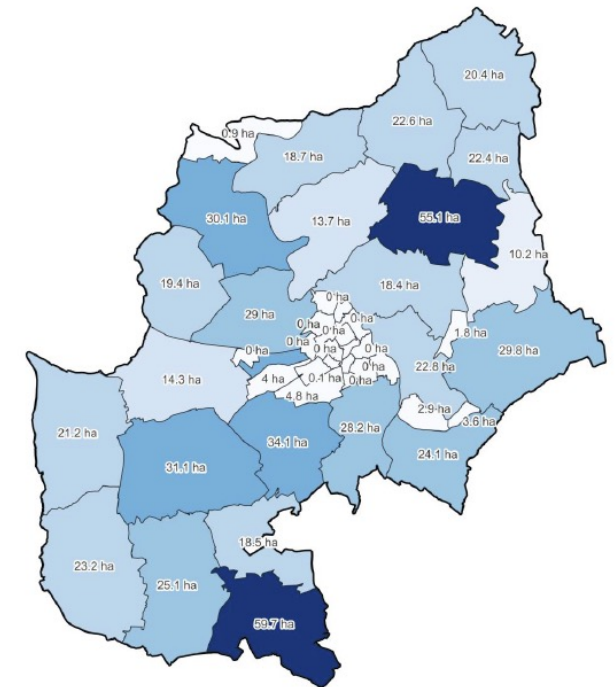 20.4 ha
22.6 ha
0.9 ha
18.7 ha
22.4 ha
30.1 ha
13.7 ha
55.1 ha
10.2 ha
19.4 ha
18.4 ha
0 ha
29 ha
0 ha
0 ha
0 ha
1.8 ha
0 ha
0 ha
0 ha
0 ha
29.8 ha
22.8 ha
0 ha
14.3 ha
4 ha
0.1 ha
0 ha
4.8 ha
2.9 ha
3.6 ha
21.2 ha
28.2 ha
34.1 ha
24.1 ha
31.1 ha
18.5 ha
23.2 ha
25.1 ha
59.7 ha